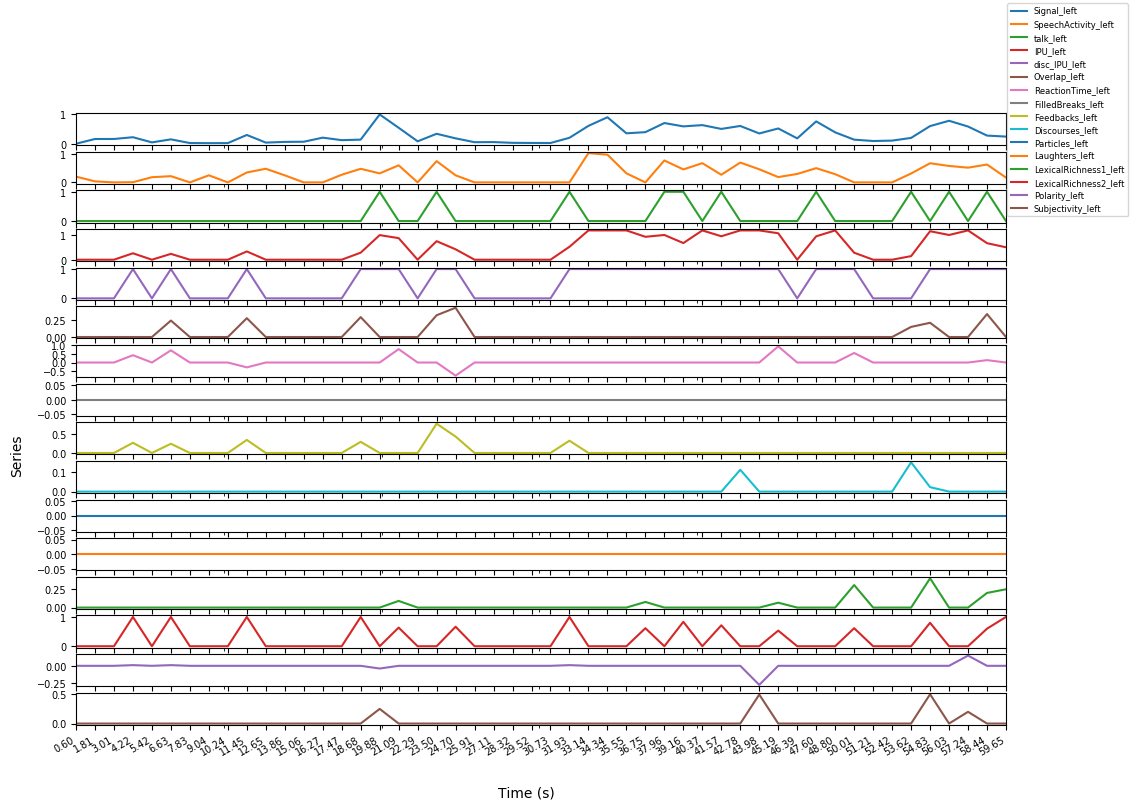 Signal_left
SpeechActivity_left
talk_left
IPU_left
disc_IPU_left
Overlap_left
ReactionTime_left
FilledBreaks_left
Feedbacks_left
Discourses_left
Particles_left
Laughters_left
LexicalRichness1_left
LexicalRichness2_left
Polarity_left
Subjectivity_left
1
0
1
0
1
0
1
0
1
0
0.25
0.00
1.0
0.5
0.0
−0.5
0.05
0.00
−0.05
0.5
0.0
0.1
0.0
0.05
0.00
−0.05
0.05
0.00
−0.05
0.25
0.00
1
0
0.00
−0.25
0.5
0.0
Series
0.60 1.81 3.01 4.22 5.42 6.63 7.83 9.04 10.24 11.45 12.65 13.86 15.06 16.27 17.47 18.68 19.88 21.09 22.29 23.50 24.70 25.91 27.11 28.32 29.52 30.73 31.93 33.14 34.34 35.55 36.75 37.96 39.16 40.37 41.57 42.78 43.98 45.19 46.39 47.60 48.80 50.01 51.21 52.42 53.62 54.83 56.03 57.24 58.44 59.65
Time (s)